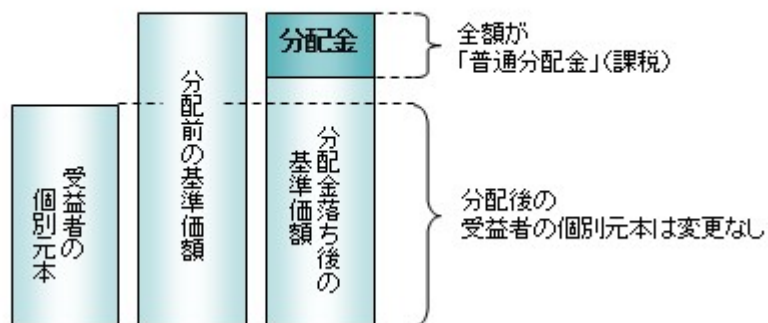 受益者の
個別元本
分配前の基準価額
分配金
分配金落ち後の
基準価額
全額が
「普通分配金」(課税)
分配後の
受益者の個別元本は変更なし